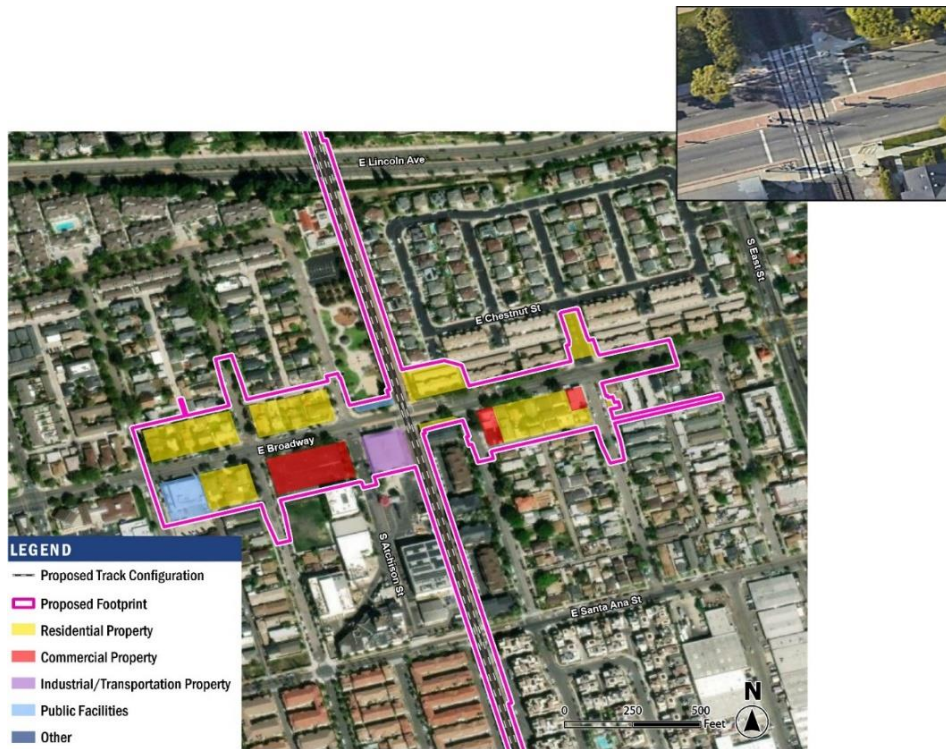 E Lincoln Ave
S East St
E Chestnut St
E Broadway
S Atchison St
E Santa Ana St
LEGEND
Proposed Track Configuration
Proposed Footprint
Residential Property
Commercial Property
Industrial/Transportation Property
Public Facilities
Other
N
0 250 500
Feet